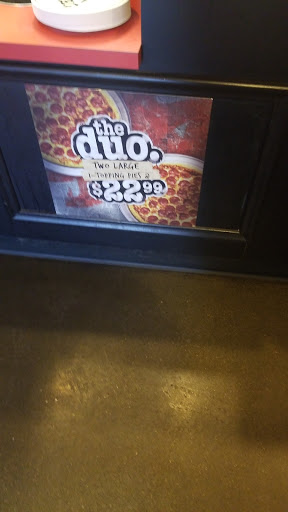 the
duo.
TWO LARGE
1-TOPPING PIES @
$22.99